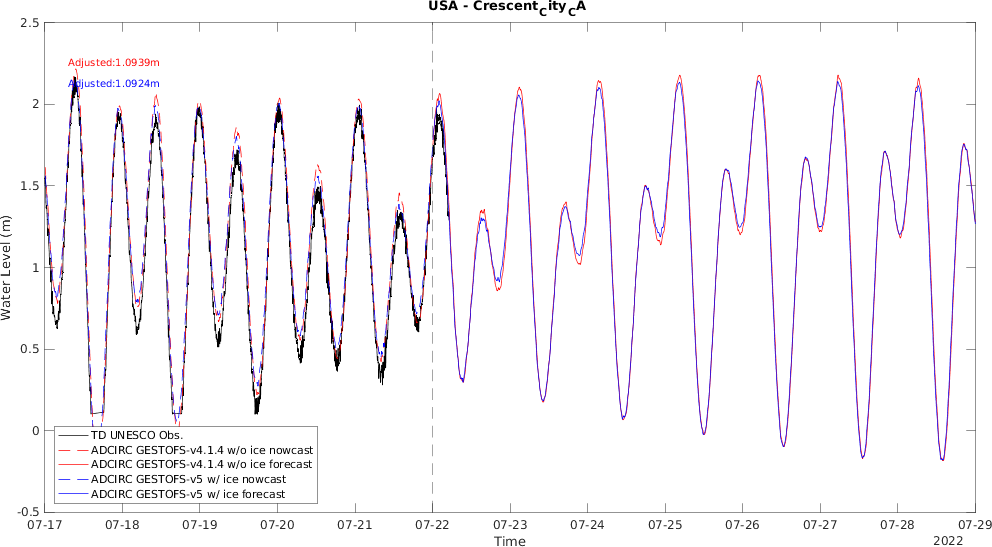 USA - CrescentCityCA
Adjusted:1.0939m
Adjusted:1.0924m
2.5
2
1.5
1
0.5
0
-0.5
Water Level (m)
TD UNESCO Obs.
ADCIRC GESTOFS-v4.1.4 w/o ice nowcast
ADCIRC GESTOFS-v4.1.4 w/o ice forecast
ADCIRC GESTOFS-v5 w/ ice nowcast
ADCIRC GESTOFS-v5 w/ ice forecast
07-17 07-18 07-19 07-20 07-21 07-22 07-23 07-24 07-25 07-26 07-27 07-28 07-29
Time
2022